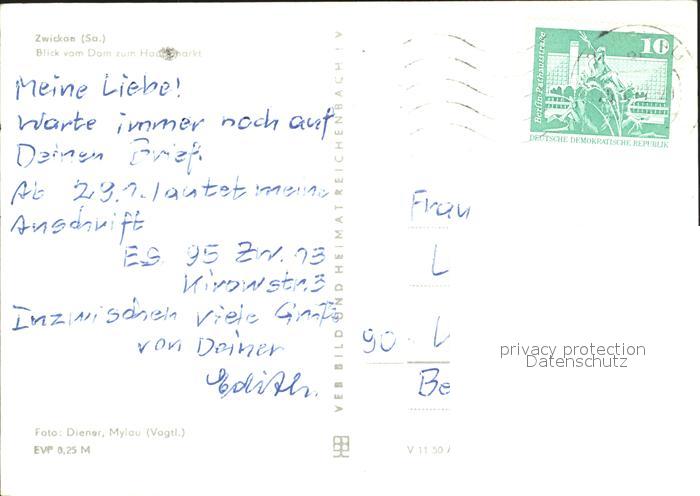 Zwickau (Sa.)
Blick vom Dom zum Hauptmarkt
Meine Liebe!
Warte immer noch auf
Deinen Brief.
Ab 29.1. lautet meine
Anschrift
ES. 95 Zw. 13
Kirowstr. 3
Inzwischen viele Grüße
von Deiner
Edith.
Foto: Diener, Mylau (Vogtl.)
EVP 0,25 M
VEB BILD UND HEIMAT REICHENBACH I V
10
Berlin-Rathausstraße
DEUTSCHE DEMOKRATISCHE REPUBLIK
Frau
L
90
Be
V 11 50 A
privacy protection
Datenschutz